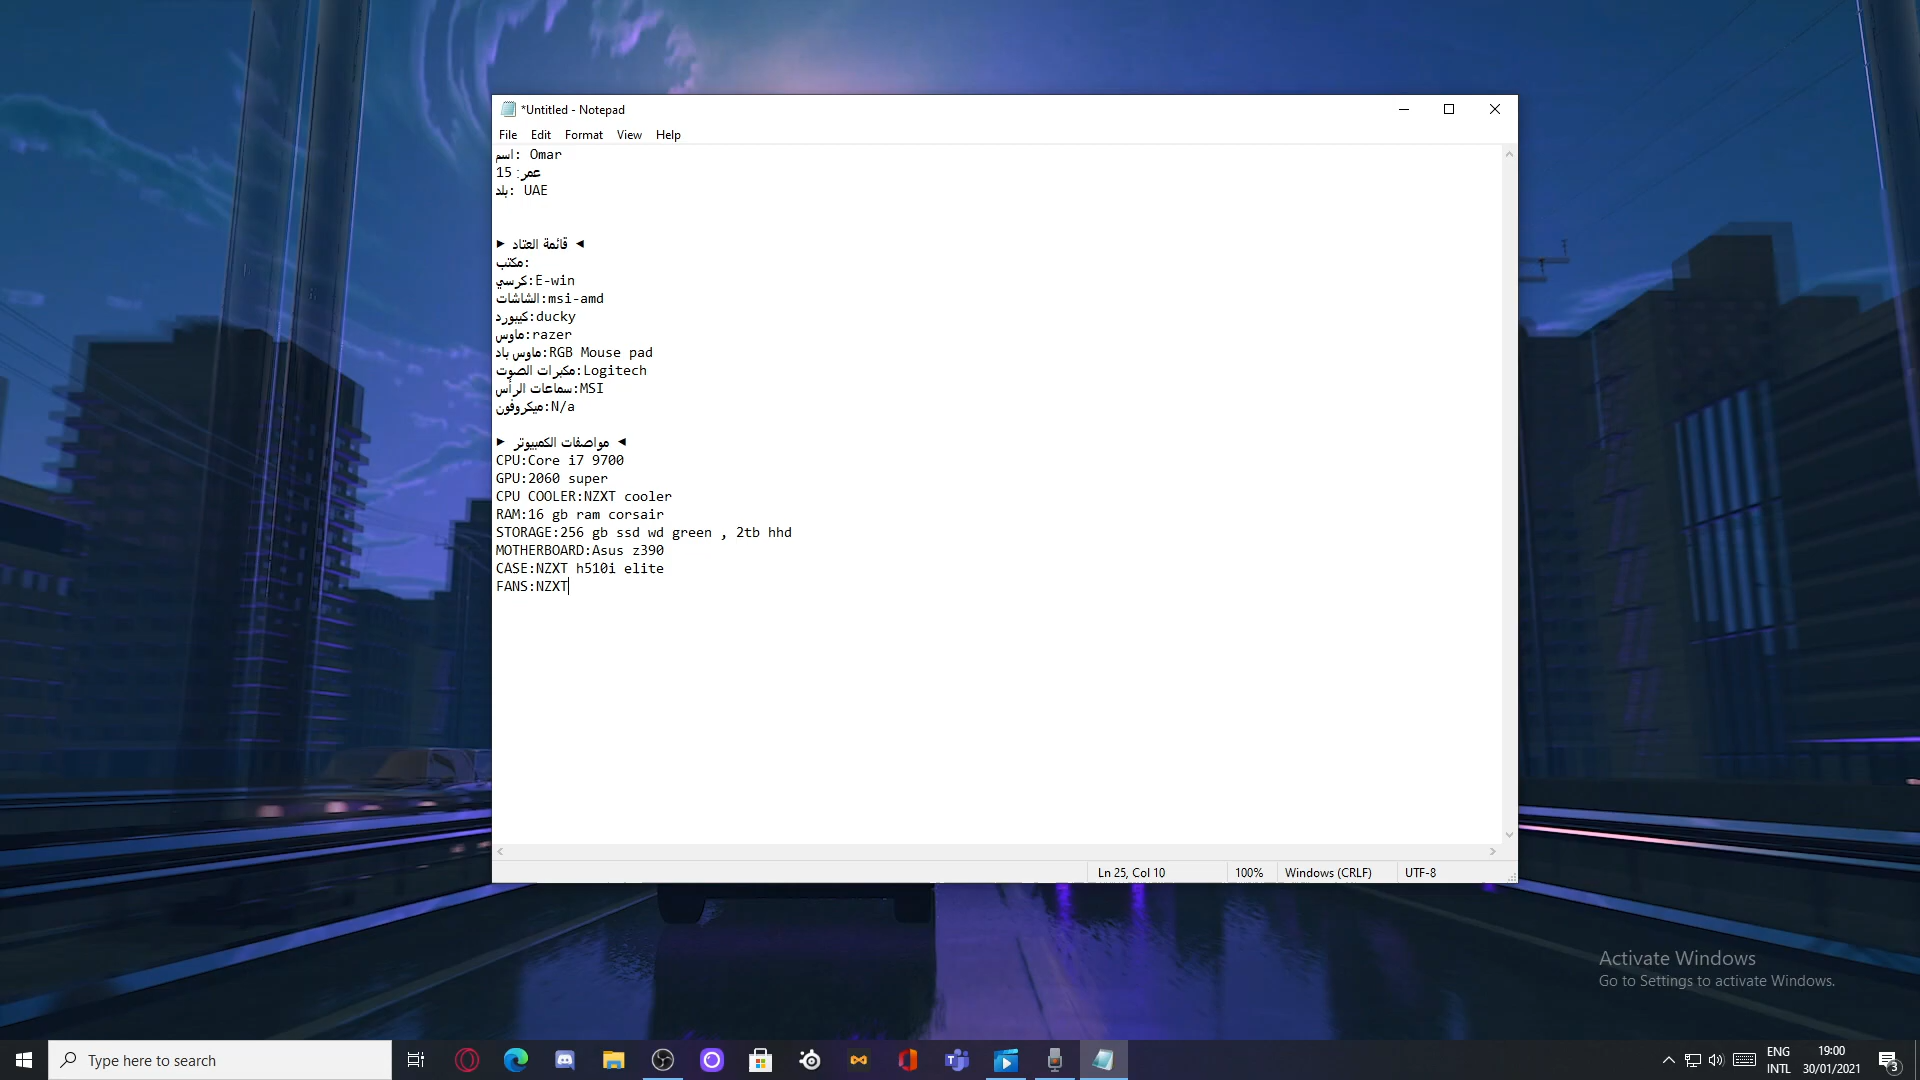 *Untitled - Notepad
File Edit Format View Help
اسم: Omar
عمر: 15
بلد: UAE
► قائمة العتاد ◄
مكتب:
كرسي:E-win
الشاشات:msi-amd
كيبورد:ducky
ماوس:razer
ماوس باد:RGB Mouse pad
مكبرات الصوت:Logitech
سماعات الرأس:MSI
ميكروفون:N/a
► مواصفات الكمبيوتر ◄
CPU:Core i7 9700
GPU:2060 super
CPU COOLER:NZXT cooler
RAM:16 gb ram corsair
STORAGE:256 gb ssd wd green , 2tb hhd
MOTHERBOARD:Asus z390
CASE:NZXT h510i elite
FANS:NZXT
Ln 25, Col 10 100% Windows (CRLF) UTF-8
Activate Windows
Go to Settings to activate Windows.
Type here to search
ENG
INTL
19:00
30/01/2021
3